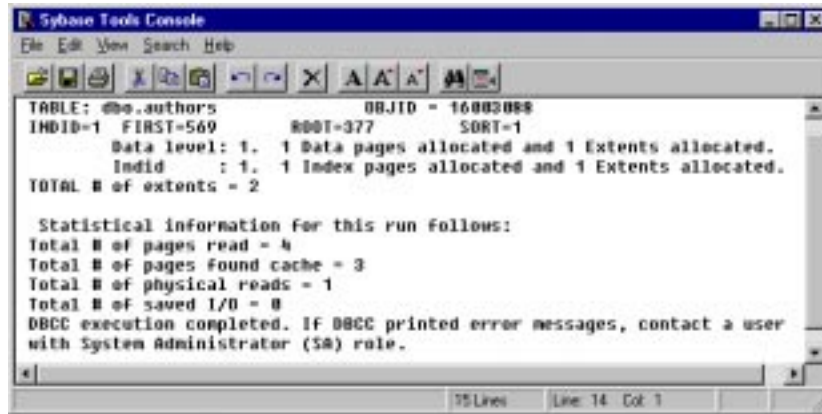 Sybase Tools Console
File Edit View Search Help
TABLE: dbo.authors OBJID = 16003088
INDID=1 FIRST=569 ROOT=377 SORT=1
Data level: 1. 1 Data pages allocated and 1 Extents allocated.
Indid : 1. 1 Index pages allocated and 1 Extents allocated.
TOTAL # of extents = 2
Statistical information for this run follows:
Total # of pages read = 4
Total # of pages found cache = 3
Total # of physical reads = 1
Total # of saved I/O = 0
DBCC execution completed. If DBCC printed error messages, contact a user
with System Administrator (SA) role.
15 Lines Line: 14 Col: 1